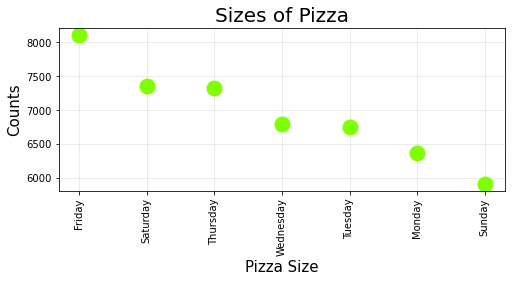 Sizes of Pizza
Counts
8000
7500
7000
6500
6000
Friday
Saturday
Thursday
Wednesday
Tuesday
Monday
Sunday
Pizza Size